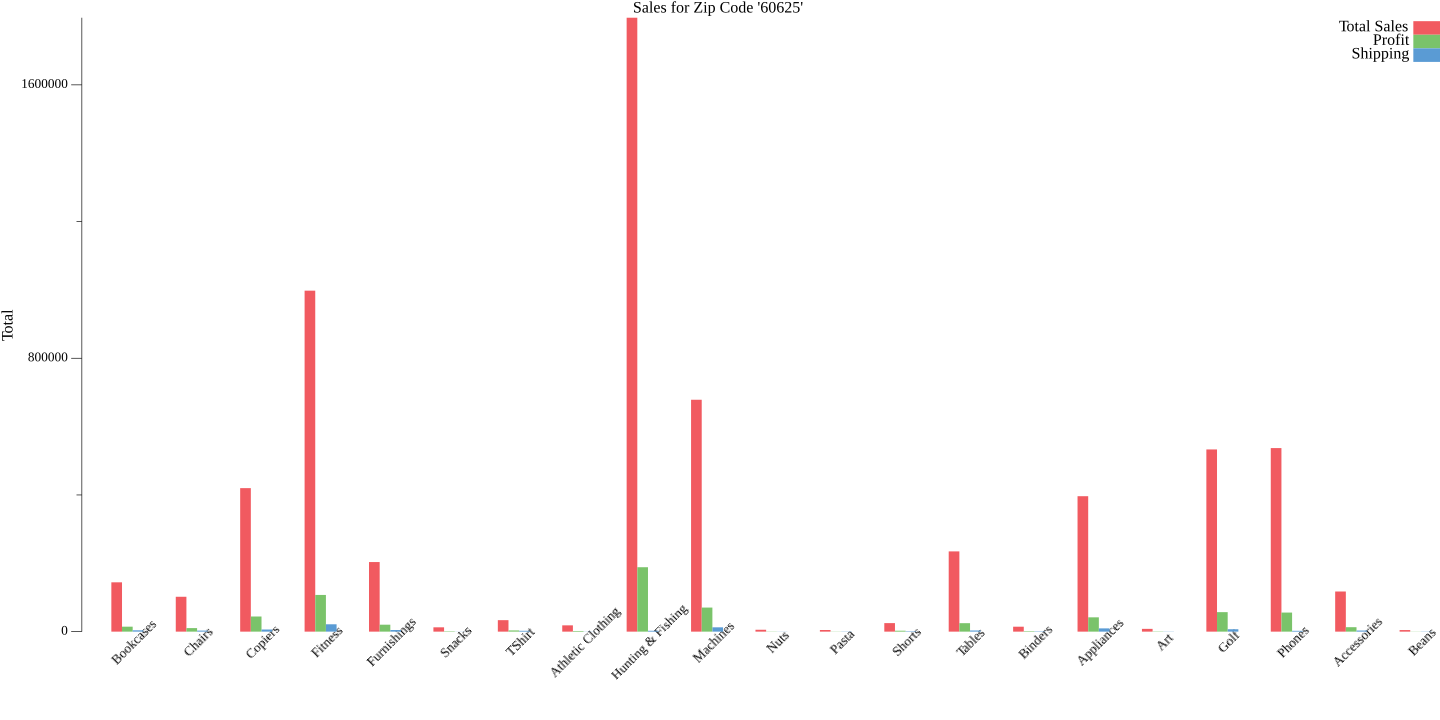 Sales for Zip Code '60625'
Total Sales
Profit
Shipping
1600000
800000
0
Total
Bookcases
Chairs
Copiers
Fitness
Furnishings
Snacks
TShirt
Athletic Clothing
Hunting & Fishing
Machines
Nuts
Pasta
Shorts
Tables
Binders
Appliances
Art
Golf
Phones
Accessories
Beans